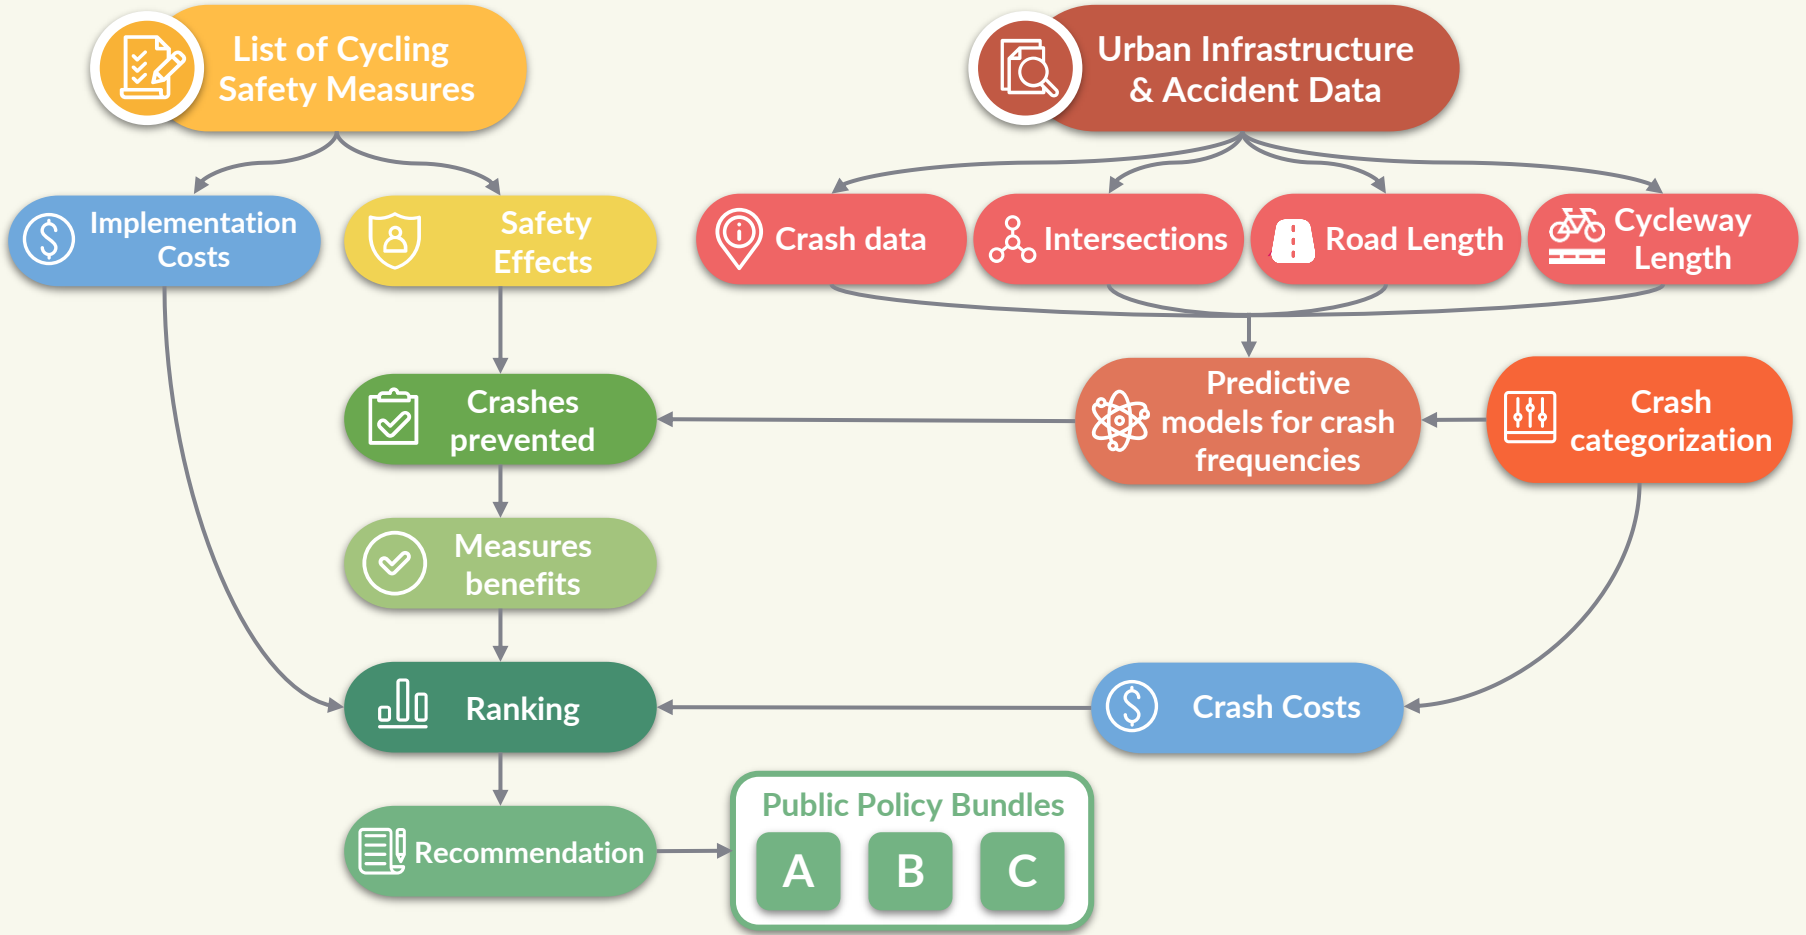 List of Cycling
Safety Measures
Urban Infrastructure
& Accident Data
Implementation
Costs
Safety
Effects
Crash data
Intersections
Road Length
Cycleway
Length
Crashes
prevented
Predictive
models for crash
frequencies
Crash
categorization
Measures
benefits
Ranking
Crash Costs
Recommendation
Public Policy Bundles
A
B
C